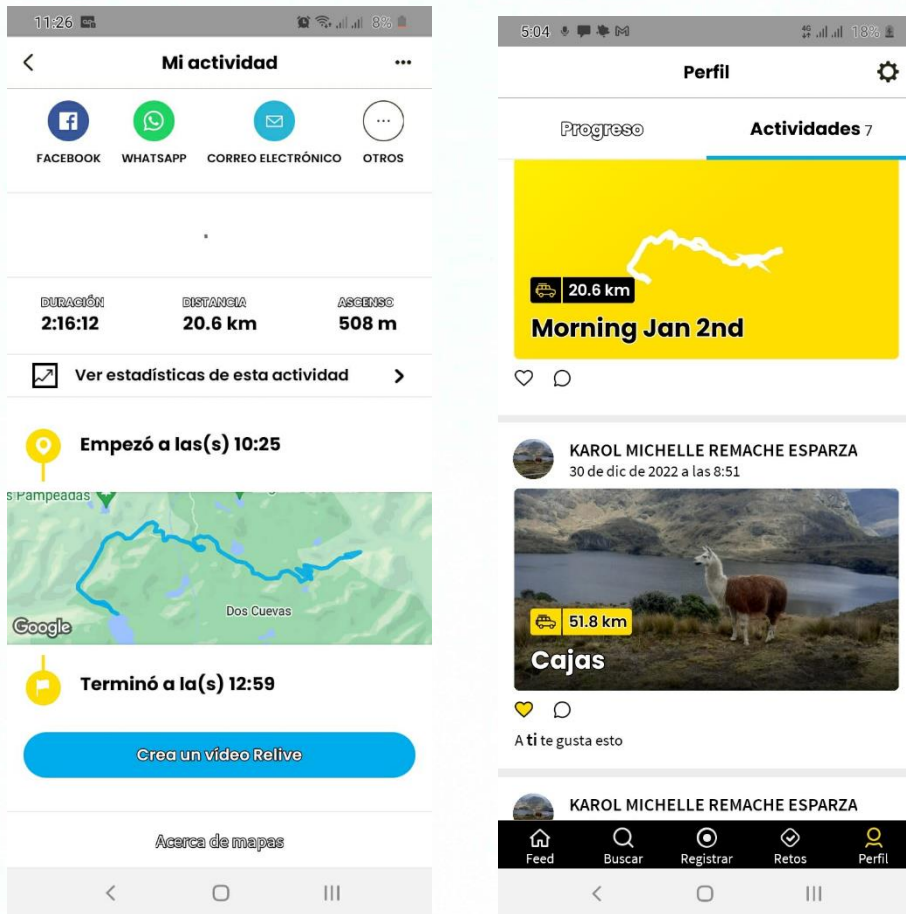 11:26
8%
Mi actividad
FACEBOOK
WHATSAPP
CORREO ELECTRÓNICO
OTROS
DURACIÓN
DISTANCIA
ASCENSO
2:16:12
20.6 km
508 m
Ver estadísticas de esta actividad
Empezó a las(s) 10:25
s Pampeadas
Dos Cuevas
Google
Terminó a la(s) 12:59
Crea un vídeo Relive
Acerca de mapas
5:04
4G
18%
Perfil
Progreso
Actividades 7
20.6 km
Morning Jan 2nd
KAROL MICHELLE REMACHE ESPARZA
30 de dic de 2022 a las 8:51
51.8 km
Cajas
A ti te gusta esto
KAROL MICHELLE REMACHE ESPARZA
Feed
Buscar
Registrar
Retos
Perfil